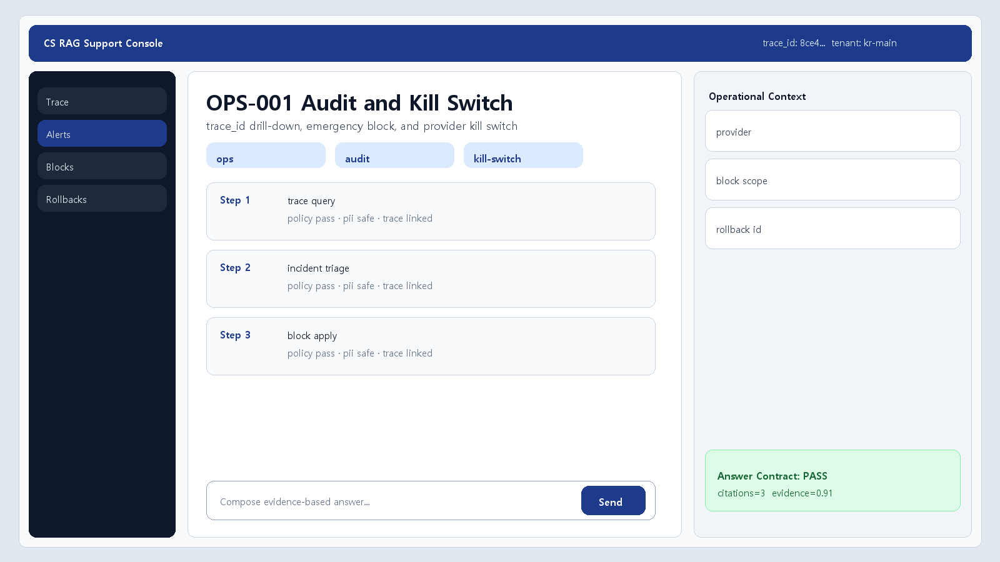 CS RAG Support Console
trace_id: 8ce4… tenant: kr-main
Trace
Alerts
Blocks
Rollbacks
OPS-001 Audit and Kill Switch
trace_id drill-down, emergency block, and provider kill switch
ops
audit
kill-switch
Step 1
trace query
policy pass · pii safe · trace linked
Step 2
incident triage
policy pass · pii safe · trace linked
Step 3
block apply
policy pass · pii safe · trace linked
Compose evidence-based answer…
Send
Operational Context
provider
block scope
rollback id
Answer Contract: PASS
citations=3 evidence=0.91